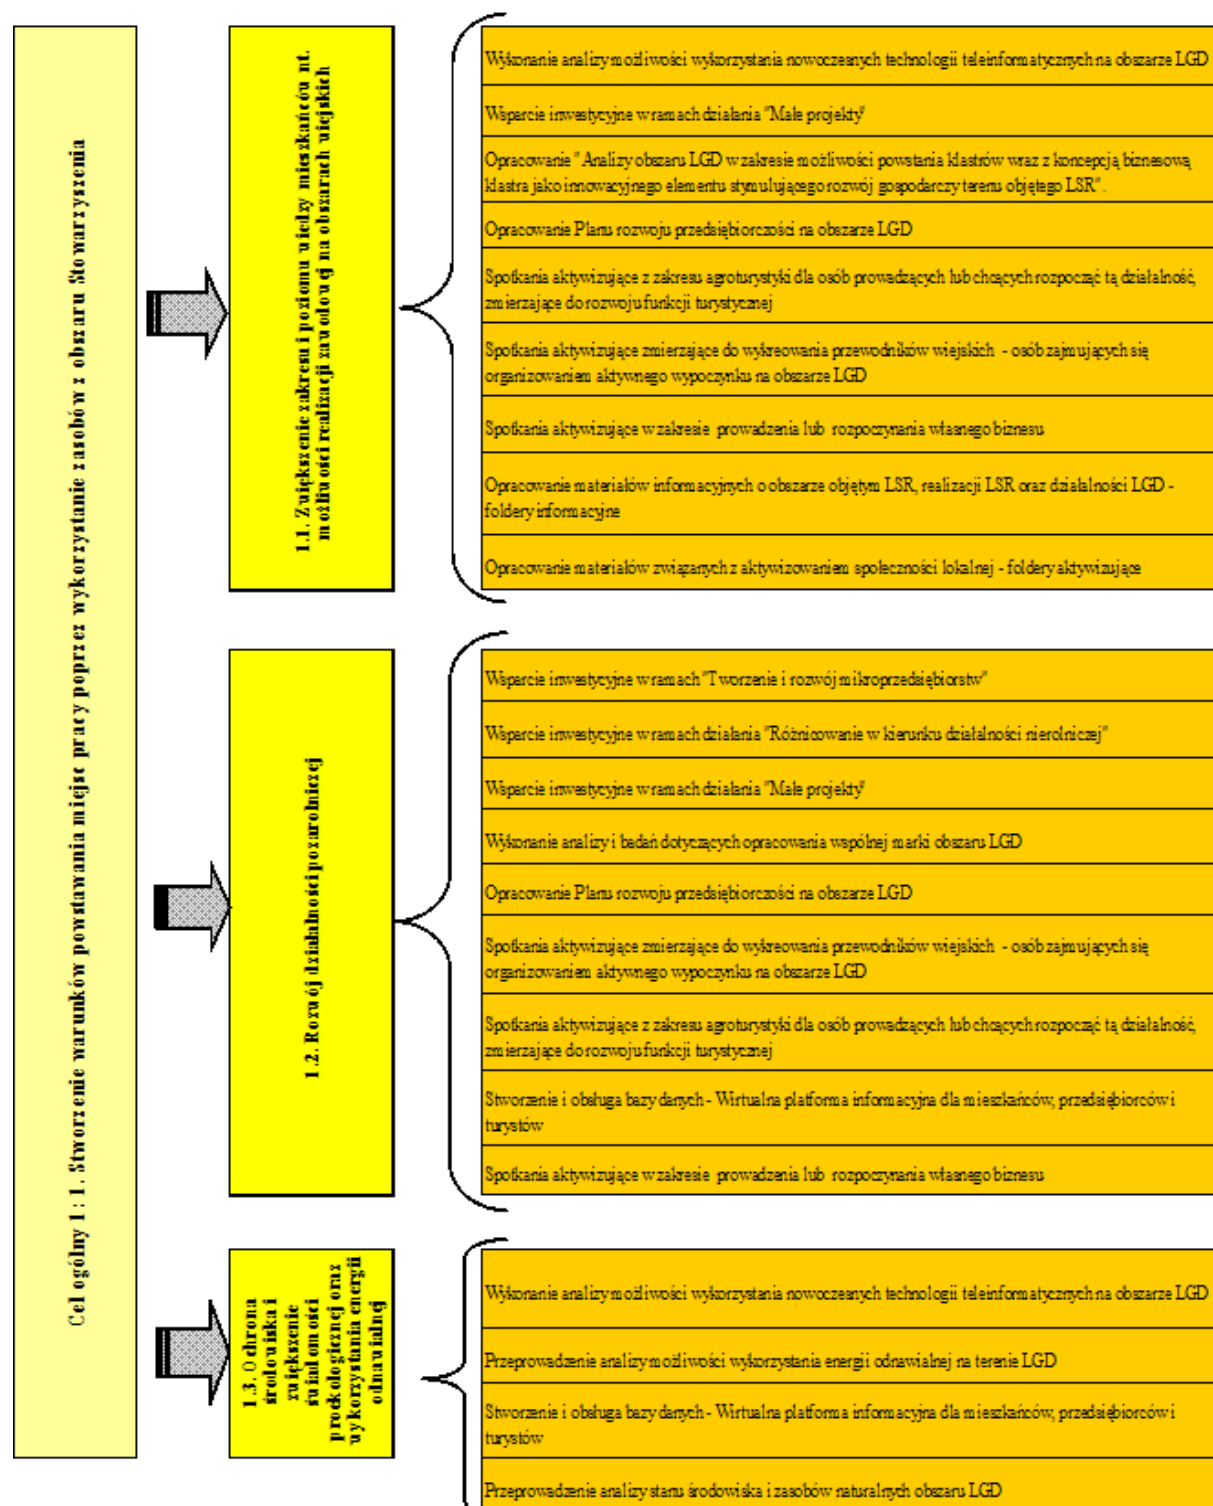 Cel ogólny 1: 1. Stworzenie warunków powstawania miejsc pracy poprzez wykorzystanie zasobów z obszaru Stowarzyszenia
1.1. Zwiększenie zakresu i poziomu wiedzy mieszkańców nt.
możliwości realizacji zawodowej na obszarach wiejskich
Wykonanie analizy możliwości wykorzystania nowoczesnych technologii teleinformatycznych na obszarze LGD
Wsparcie inwestycyjne w ramach działania "Małe projekty"
Opracowanie "Analizy obszaru LGD w zakresie możliwości powstania klastrów wraz z koncepcją biznesową
klastra jako innowacyjnego elementu stymulującego rozwój gospodarczy terenu objętego LSR".
Opracowanie Planu rozwoju przedsiębiorczości na obszarze LGD
Spotkania aktywizujące z zakresu agroturystyki dla osób prowadzących lub chcących rozpocząć tą działalność,
zmierzające do rozwoju funkcji turystycznej
Spotkania aktywizujące zmierzające do wykreowania przewodników wiejskich - osób zajmujących się
organizowaniem aktywnego wypoczynku na obszarze LGD
Spotkania aktywizujące w zakresie prowadzenia lub rozpoczynania własnego biznesu
Opracowanie materiałów informacyjnych o obszarze objętym LSR, realizacji LSR oraz działalności LGD -
foldery informacyjne
Opracowanie materiałów związanych z aktywizowaniem społeczności lokalnej - foldery aktywizujące
1.2. Rozwój działalności pozarolniczej
Wsparcie inwestycyjne w ramach "Tworzenie i rozwój mikroprzedsiębiorstw"
Wsparcie inwestycyjne w ramach działania "Różnicowanie w kierunku działalności nierolniczej"
Wsparcie inwestycyjne w ramach działania "Małe projekty"
Wykonanie analizy i badań dotyczących opracowania wspólnej marki obszaru LGD
Opracowanie Planu rozwoju przedsiębiorczości na obszarze LGD
Spotkania aktywizujące zmierzające do wykreowania przewodników wiejskich - osób zajmujących się
organizowaniem aktywnego wypoczynku na obszarze LGD
Spotkania aktywizujące z zakresu agroturystyki dla osób prowadzących lub chcących rozpocząć tą działalność,
zmierzające do rozwoju funkcji turystycznej
Stworzenie i obsługa bazy danych - Wirtualna platforma informacyjna dla mieszkańców, przedsiębiorców i
turystów
Spotkania aktywizujące w zakresie prowadzenia lub rozpoczynania własnego biznesu
1.3. Ochrona
środowiska i
zwiększenie
świadomości
proekologicznej oraz
wykorzystania energii
odnawialnej
Wykonanie analizy możliwości wykorzystania nowoczesnych technologii teleinformatycznych na obszarze LGD
Przeprowadzenie analizy możliwości wykorzystania energii odnawialnej na terenie LGD
Stworzenie i obsługa bazy danych - Wirtualna platforma informacyjna dla mieszkańców, przedsiębiorców i
turystów
Przeprowadzenie analizy stanu środowiska i zasobów naturalnych obszaru LGD